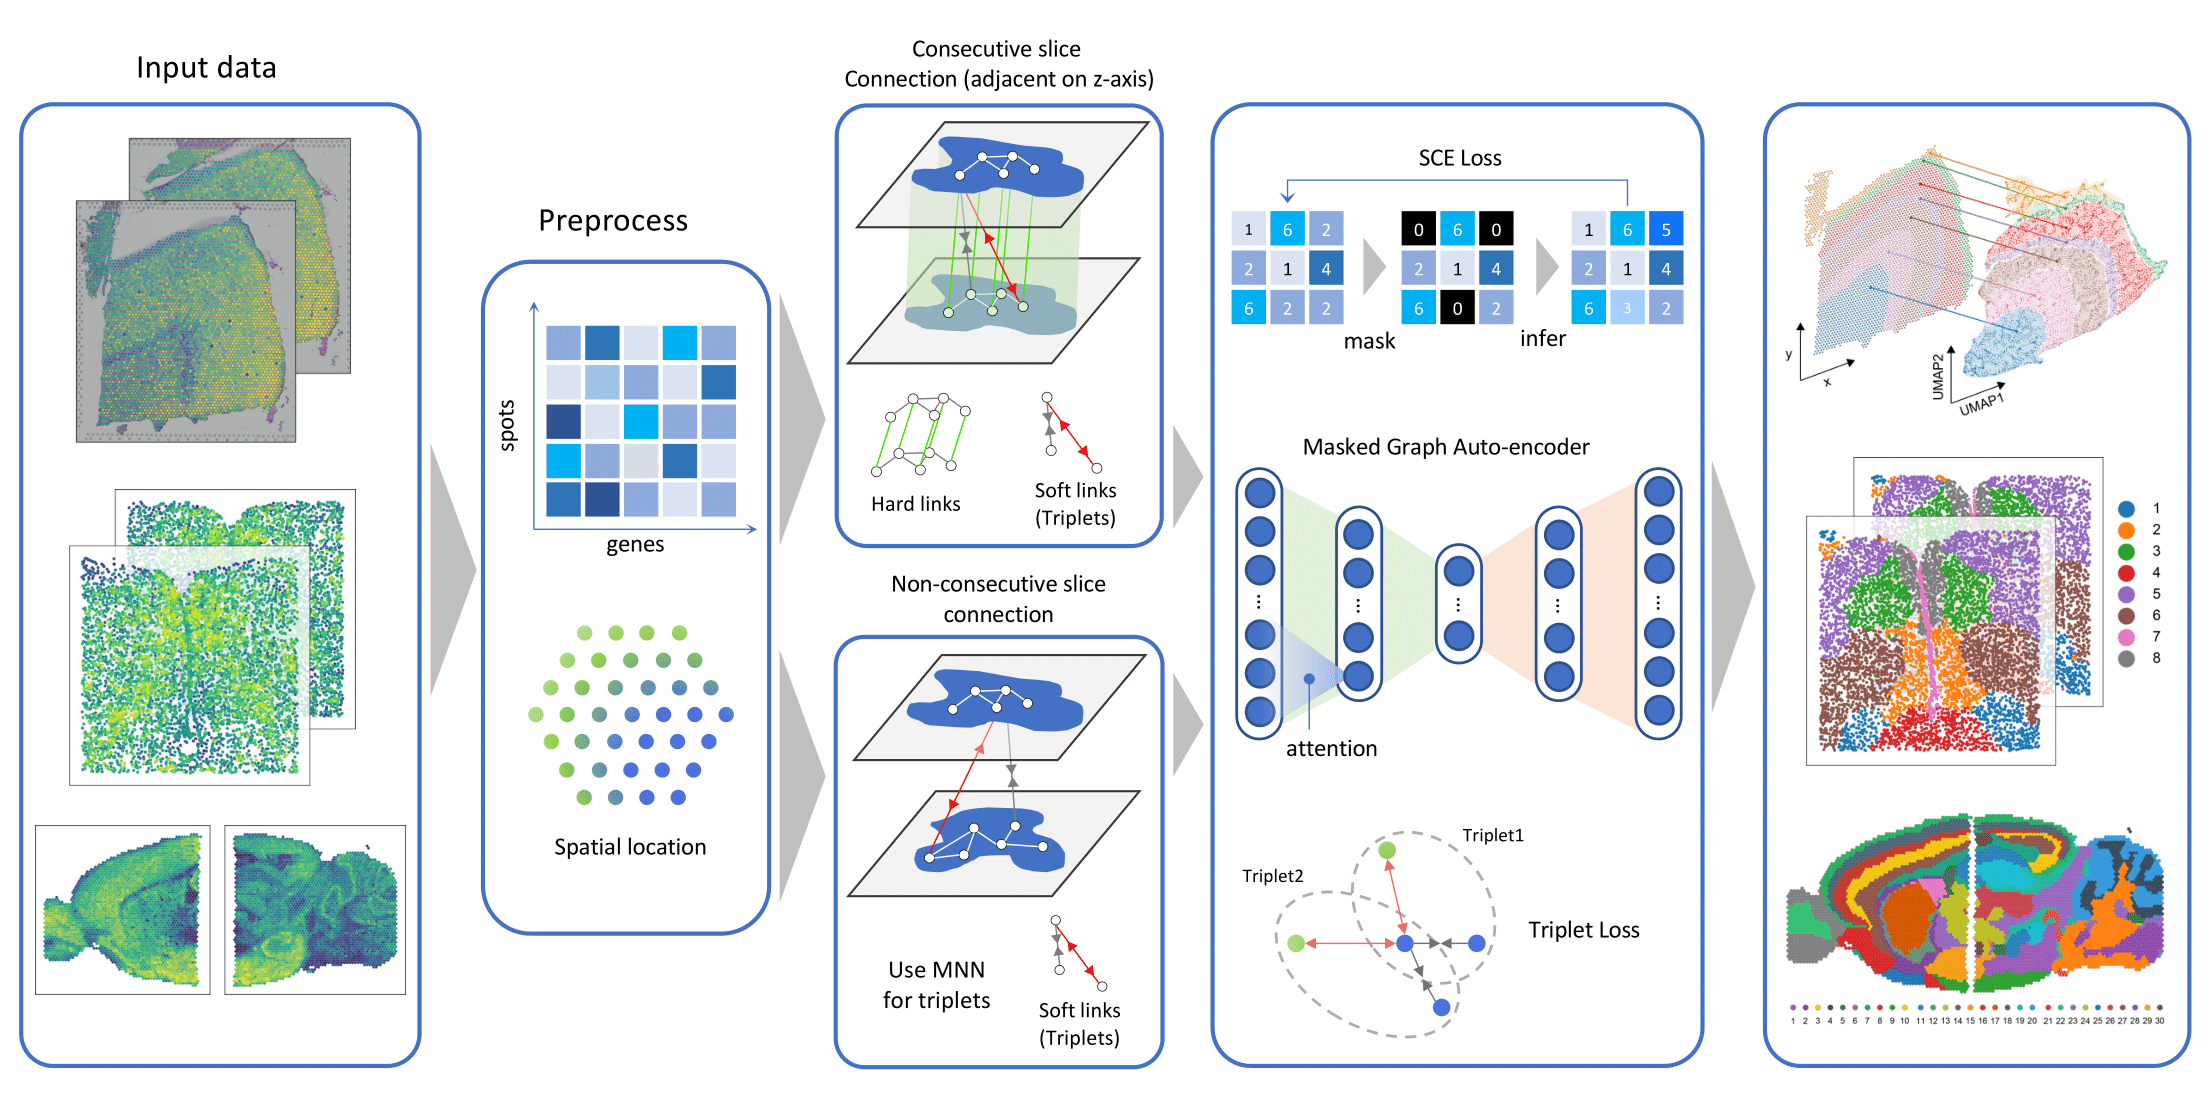 Input data
Preprocess
spots
genes
Spatial location
Consecutive slice
Connection (adjacent on z-axis)
Hard links
Soft links
(Triplets)
Non-consecutive slice
connection
Use MNN
for triplets
Soft links
(Triplets)
SCE Loss
1 6 2
2 1 4
6 2 2
mask
0 6 0
2 1 4
6 0 2
infer
1 6 5
2 1 4
6 3 2
Masked Graph Auto-encoder
...
...
...
...
...
attention
Triplet1
Triplet2
Triplet Loss
y
x
UMAP2
UMAP1
1
2
3
4
5
6
7
8
1 2 3 4 5 6 7 8 9 10 11 12 13 14 15 16 17 18 19 20 21 22 23 24 25 26 27 28 29 30